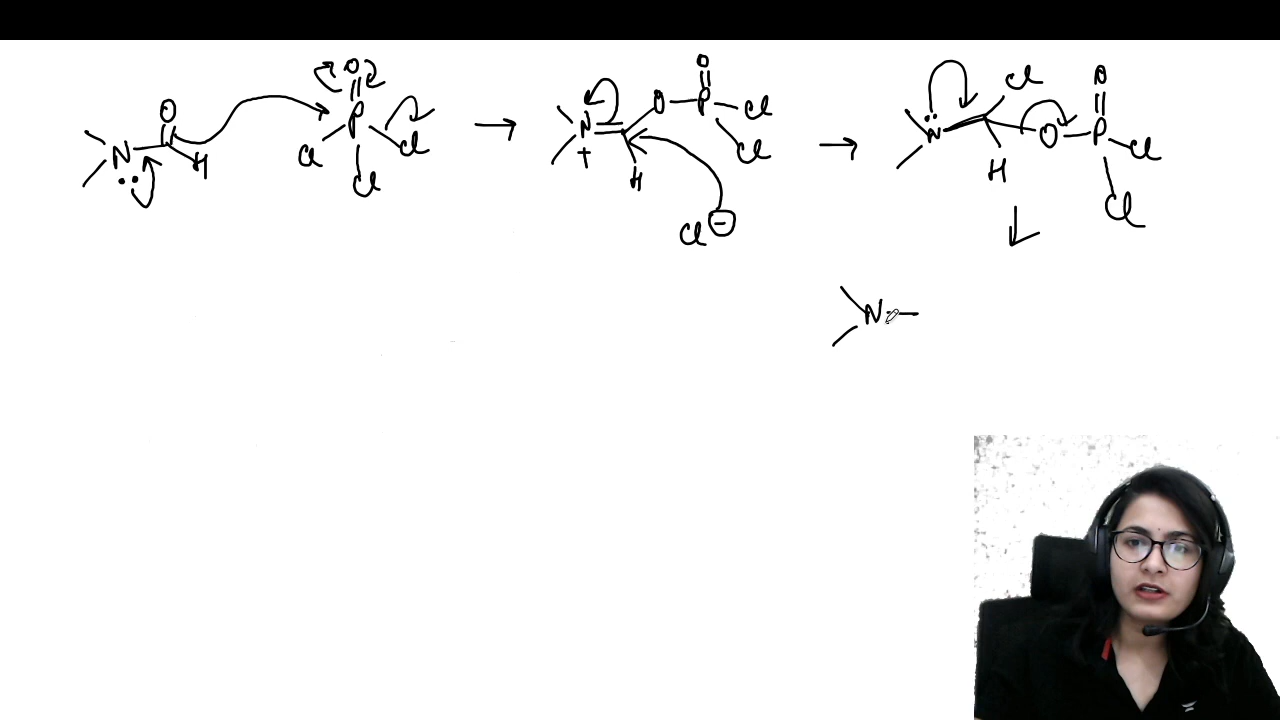 O O P Cl Cl Cl N H
O O P Cl Cl N + H Cl −
Cl O O P Cl Cl N H
N